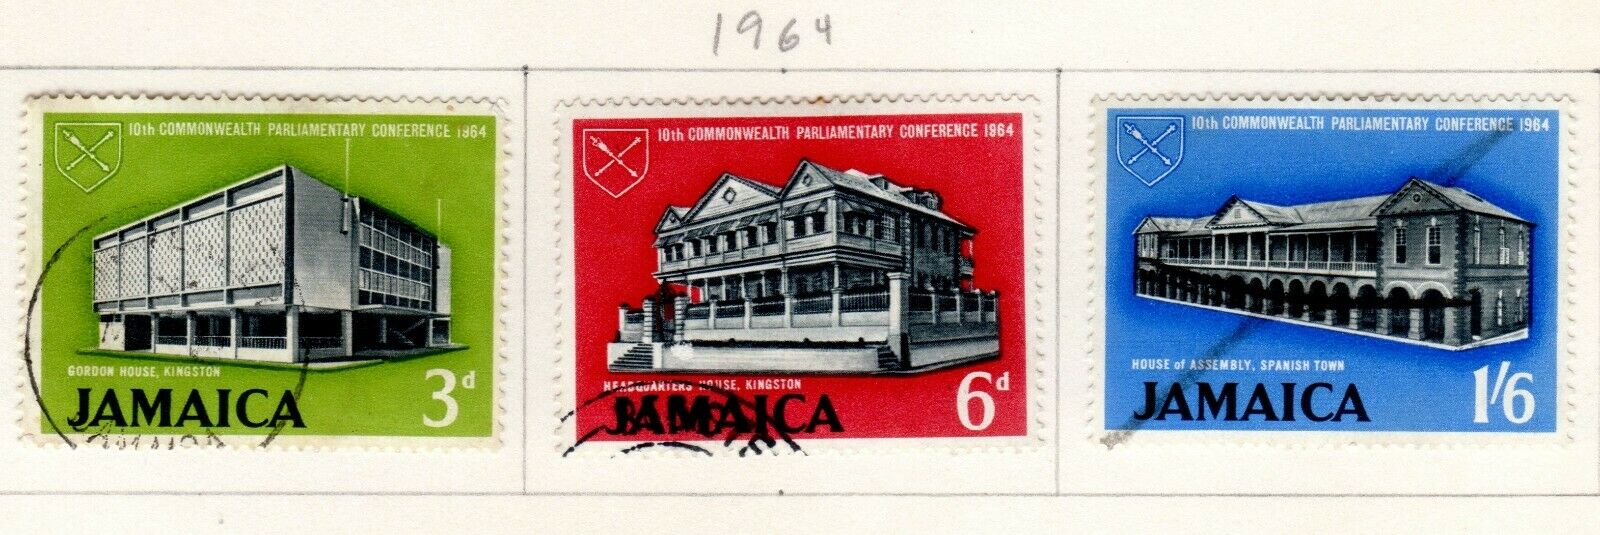 1964
10th COMMONWEALTH PARLIAMENTARY CONFERENCE 1964
GORDON HOUSE, KINGSTON
JAMAICA 3d
10th COMMONWEALTH PARLIAMENTARY CONFERENCE 1964
HEADQUARTERS HOUSE, KINGSTON
JAMAICA 6d
10th COMMONWEALTH PARLIAMENTARY CONFERENCE 1964
HOUSE of ASSEMBLY, SPANISH TOWN
JAMAICA 1/6